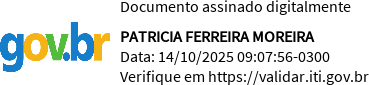 Documento assinado digitalmente
gov.br
PATRICIA FERREIRA MOREIRA
Data: 14/10/2025 09:07:56-0300
Verifique em https://validar.iti.gov.br